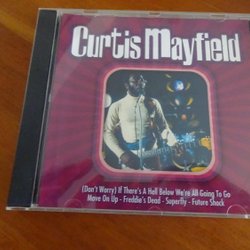 Curtis Mayfield
(Don't Worry) If There's A Hell Below We're All Going To Go
Move On Up - Freddie's Dead - Superfly - Future Shock